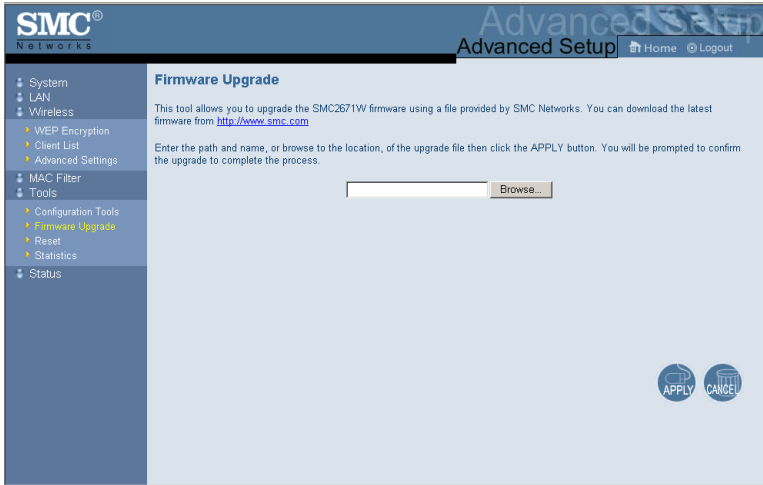 SMC®
Networks
Advanced Setup
Advanced Setup
Home
Logout
System
LAN
Wireless
WEP Encryption
Client List
Advanced Settings
MAC Filter
Tools
Configuration Tools
Firmware Upgrade
Reset
Statistics
Status
Firmware Upgrade
This tool allows you to upgrade the SMC2671W firmware using a file provided by SMC Networks. You can download the latest
firmware from http://www.smc.com
Enter the path and name, or browse to the location, of the upgrade file then click the APPLY button. You will be prompted to confirm
the upgrade to complete the process.
Browse...
APPLY
CANCEL